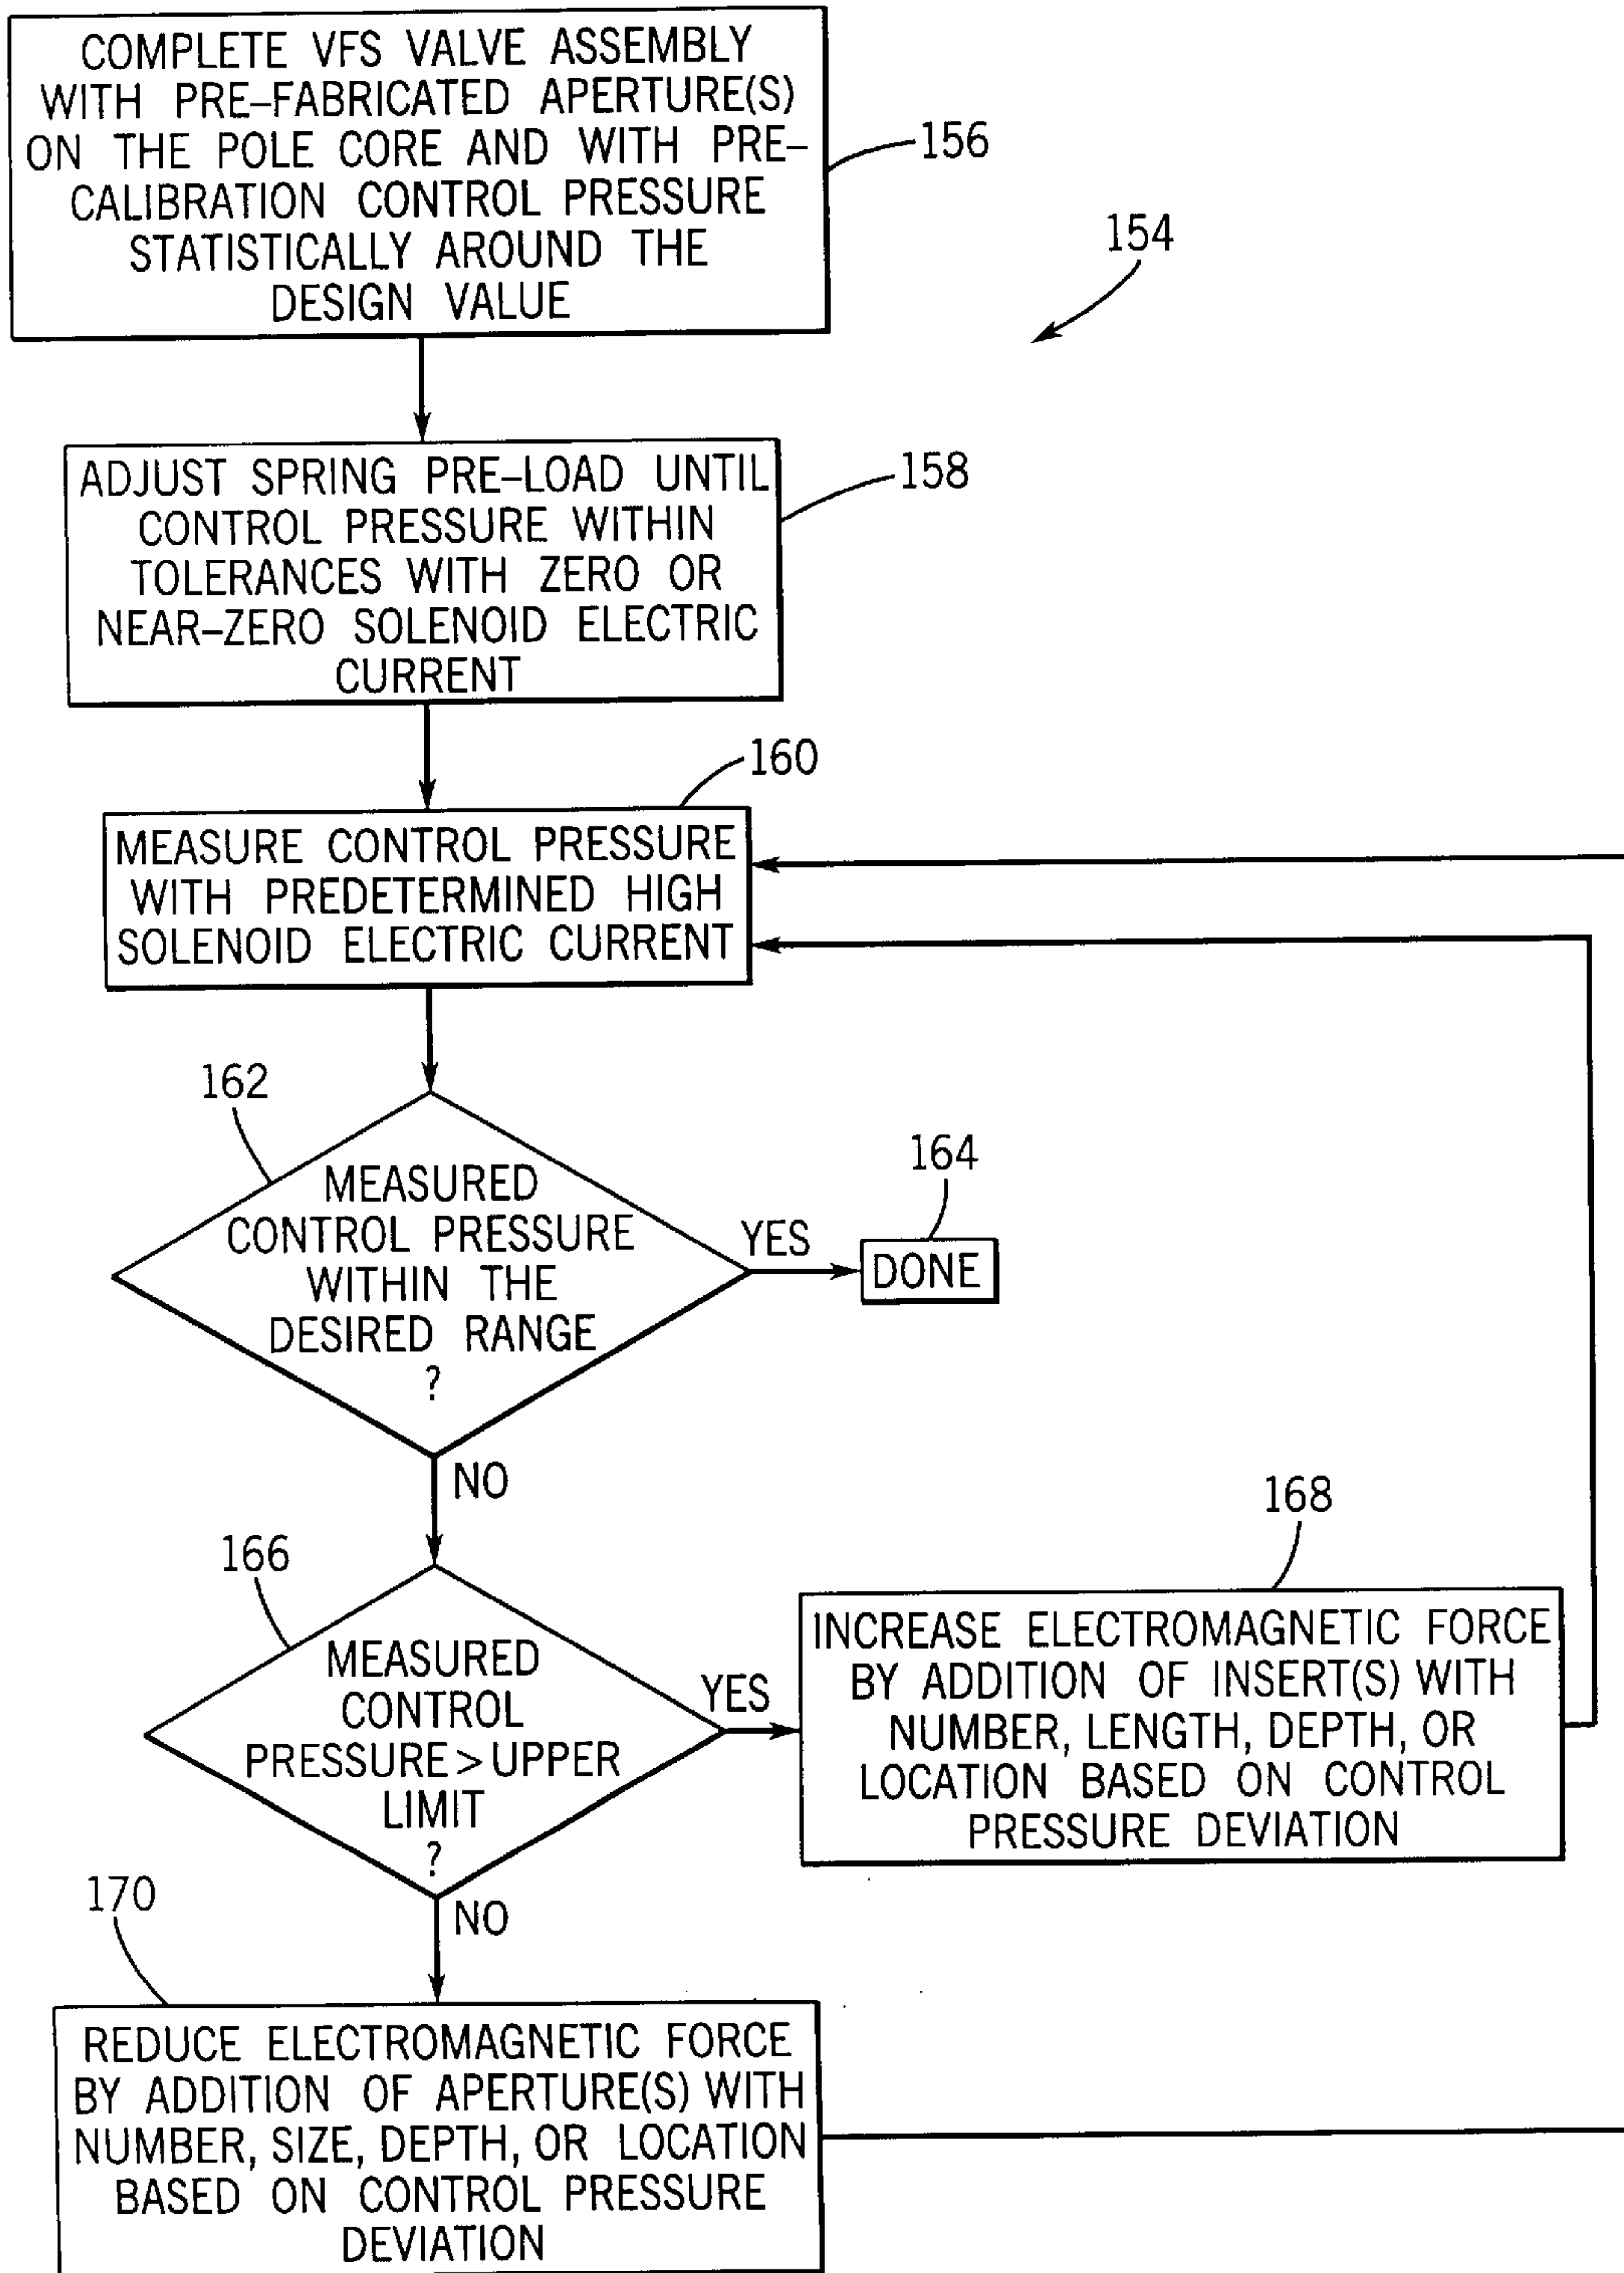 COMPLETE VFS VALVE ASSEMBLY
WITH PRE-FABRICATED APERTURE(S)
ON THE POLE CORE AND WITH PRE-
CALIBRATION CONTROL PRESSURE
STATISTICALLY AROUND THE
DESIGN VALUE
156
154
ADJUST SPRING PRE-LOAD UNTIL
CONTROL PRESSURE WITHIN
TOLERANCES WITH ZERO OR
NEAR-ZERO SOLENOID ELECTRIC
CURRENT
158
160
MEASURE CONTROL PRESSURE
WITH PREDETERMINED HIGH
SOLENOID ELECTRIC CURRENT
162
MEASURED
CONTROL PRESSURE
WITHIN THE
DESIRED RANGE
?
YES
164
DONE
NO
166
MEASURED
CONTROL
PRESSURE > UPPER
LIMIT
?
YES
168
INCREASE ELECTROMAGNETIC FORCE
BY ADDITION OF INSERT(S) WITH
NUMBER, LENGTH, DEPTH, OR
LOCATION BASED ON CONTROL
PRESSURE DEVIATION
NO
170
REDUCE ELECTROMAGNETIC FORCE
BY ADDITION OF APERTURE(S) WITH
NUMBER, SIZE, DEPTH, OR LOCATION
BASED ON CONTROL PRESSURE
DEVIATION